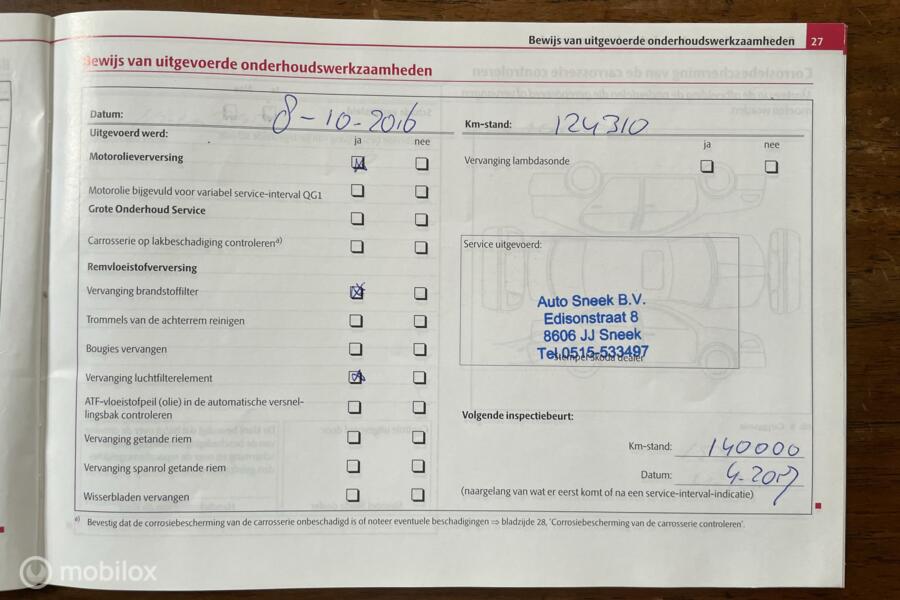 Bewijs van uitgevoerde onderhoudswerkzaamheden 27
Bewijs van uitgevoerde onderhoudswerkzaamheden
Datum: 8-10-2016
Uitgevoerd werd: ja nee
Motorolieverversing
Motorolie bijgevuld voor variabel service-interval QG1
Grote Onderhoud Service
Carrosserie op lakbeschadiging controleren a)
Remvloeistofverversing
Vervanging brandstoffilter
Trommels van de achterrem reinigen
Bougies vervangen
Vervanging luchtfilterelement
ATF-vloeistofpeil (olie) in de automatische versnel-
lingsbak controleren
Vervanging getande riem
Vervanging spanrol getande riem
Wisserbladen vervangen
Km-stand: 124310
ja nee
Vervanging lambdasonde
Service uitgevoerd:
Auto Sneek B.V.
Edisonstraat 8
8606 JJ Sneek
Tel.0515-533497
Stempel Škoda dealer
Volgende inspectiebeurt:
Km-stand: 140000
Datum: 4-2017
(naargelang van wat er eerst komt of na een service-interval-indicatie)
a) Bevestig dat de corrosiebescherming van de carrosserie onbeschadigd is of noteer eventuele beschadigingen ⇒ bladzijde 28, 'Corrosiebescherming van de carrosserie controleren'.
mobilox